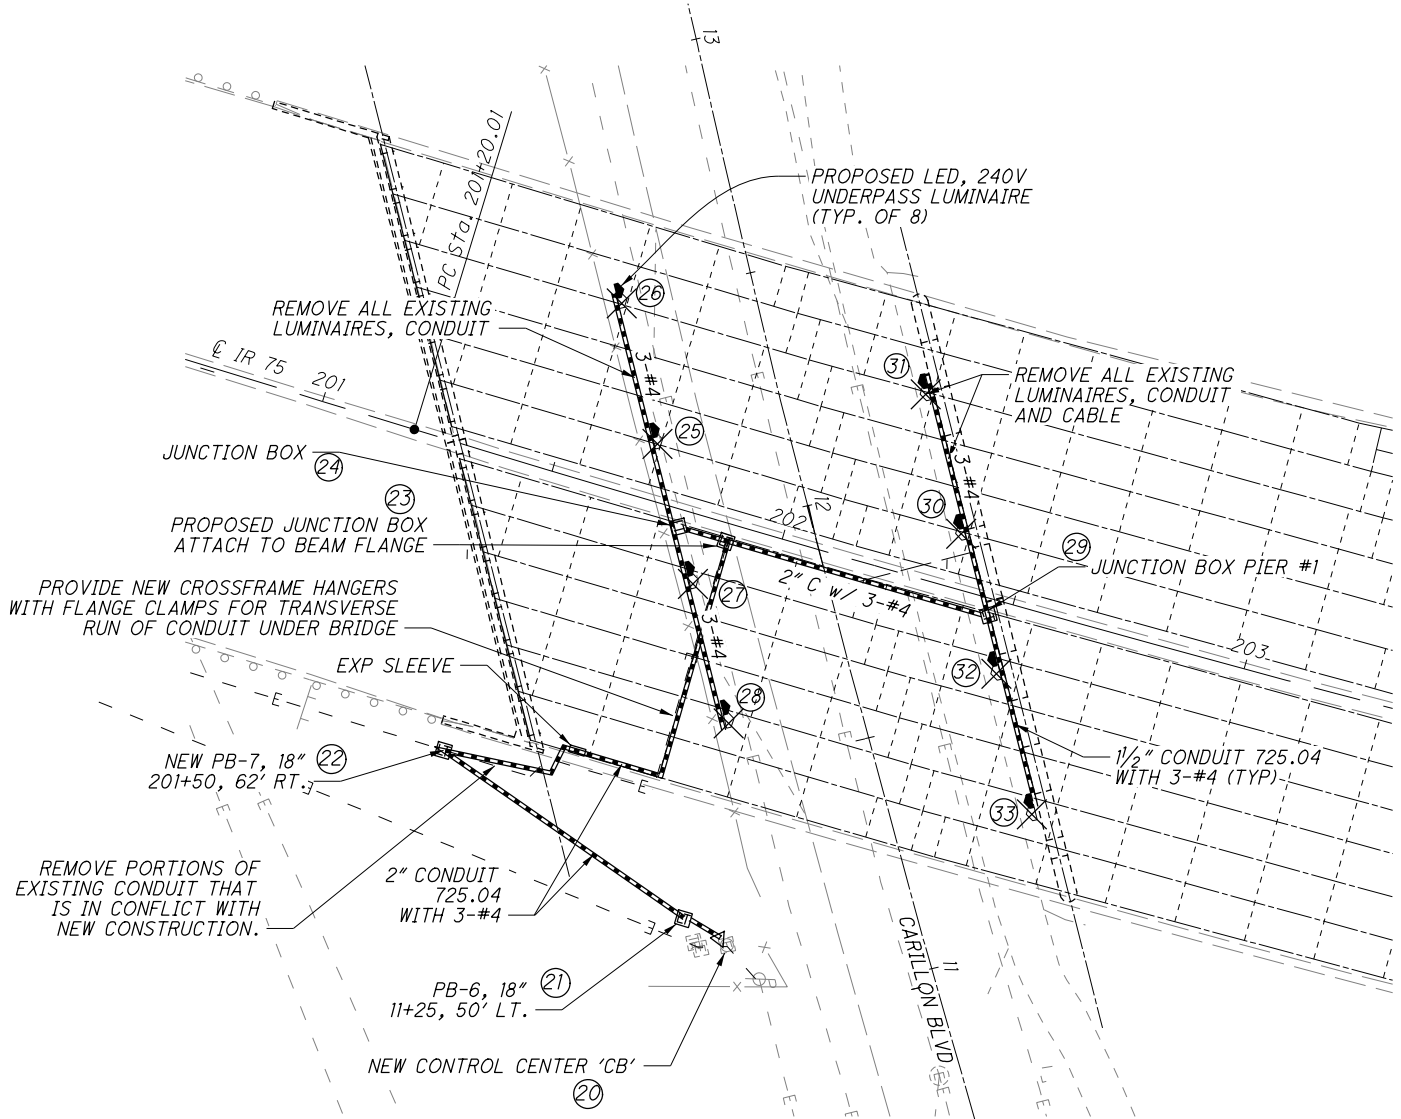 13
PC Sta. 201+20.01
PROPOSED LED, 240V
UNDERPASS LUMINAIRE
(TYP. OF 8)
26
REMOVE ALL EXISTING
LUMINAIRES, CONDUIT
3-#4
℄ IR 75
201
31
REMOVE ALL EXISTING
LUMINAIRES, CONDUIT
AND CABLE
E
E
25
JUNCTION BOX
24
3-#4
23
30
12
202
PROPOSED JUNCTION BOX
ATTACH TO BEAM FLANGE
29
JUNCTION BOX PIER #1
2" C w/ 3-#4
27
PROVIDE NEW CROSSFRAME HANGERS
WITH FLANGE CLAMPS FOR TRANSVERSE
RUN OF CONDUIT UNDER BRIDGE
3-#4
203
EXP SLEEVE
32
E
28
NEW PB-7, 18"
22
201+50, 62' RT.
1½" CONDUIT 725.04
WITH 3-#4 (TYP)
E
E
E
E
33
REMOVE PORTIONS OF
EXISTING CONDUIT THAT
IS IN CONFLICT WITH
NEW CONSTRUCTION.
2" CONDUIT
725.04
WITH 3-#4
E
CARILLON BLVD
11
PB-6, 18"
21
11+25, 50' LT.
NEW CONTROL CENTER 'CB'
20
(E)
E
E
E
E